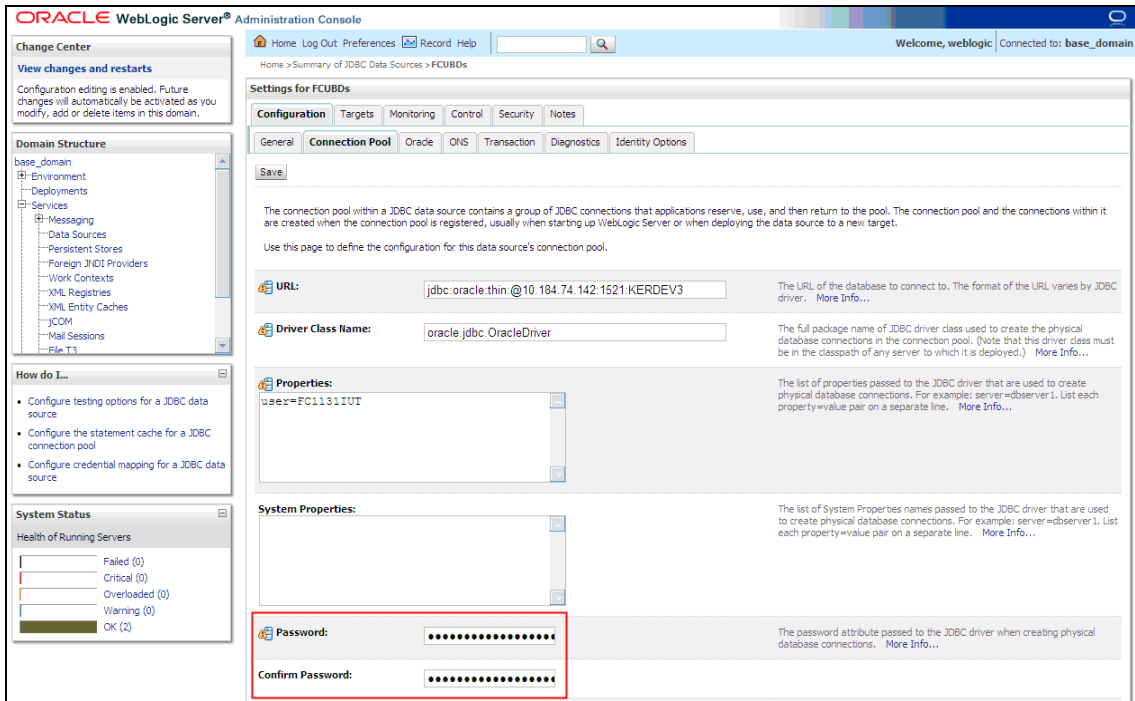 ORACLE WebLogic Server® Administration Console
Change Center
View changes and restarts
Configuration editing is enabled. Future
changes will automatically be activated as you
modify, add or delete items in this domain.
Domain Structure
base_domain
Environment
Deployments
Services
Messaging
Data Sources
Persistent Stores
Foreign JNDI Providers
Work Contexts
XML Registries
XML Entity Caches
jCOM
Mail Sessions
File T3
How do I...
Configure testing options for a JDBC data
source
Configure the statement cache for a JDBC
connection pool
Configure credential mapping for a JDBC data
source
System Status
Health of Running Servers
Failed (0)
Critical (0)
Overloaded (0)
Warning (0)
OK (2)
Home Log Out Preferences Record Help
Welcome, weblogic Connected to: base_domain
Home >Summary of JDBC Data Sources >FCUBDs
Settings for FCUBDs
Configuration Targets Monitoring Control Security Notes
General Connection Pool Oracle ONS Transaction Diagnostics Identity Options
Save
The connection pool within a JDBC data source contains a group of JDBC connections that applications reserve, use, and then return to the pool. The connection pool and the connections within it
are created when the connection pool is registered, usually when starting up WebLogic Server or when deploying the data source to a new target.
Use this page to define the configuration for this data source's connection pool.
URL: jdbc:oracle:thin:@10.184.74.142:1521:KERDEV3
The URL of the database to connect to. The format of the URL varies by JDBC
driver. More Info...
Driver Class Name: oracle.jdbc.OracleDriver
The full package name of JDBC driver class used to create the physical
database connections in the connection pool. (Note that this driver class must
be in the classpath of any server to which it is deployed.) More Info...
Properties:
user=FC1131IUT
The list of properties passed to the JDBC driver that are used to create
physical database connections. For example: server=dbserver1. List each
property=value pair on a separate line. More Info...
System Properties:
The list of System Properties names passed to the JDBC driver that are used
to create physical database connections. For example: server=dbserver1. List
each property=value pair on a separate line. More Info...
Password: ••••••••••••••••••
The password attribute passed to the JDBC driver when creating physical
database connections. More Info...
Confirm Password: ••••••••••••••••••